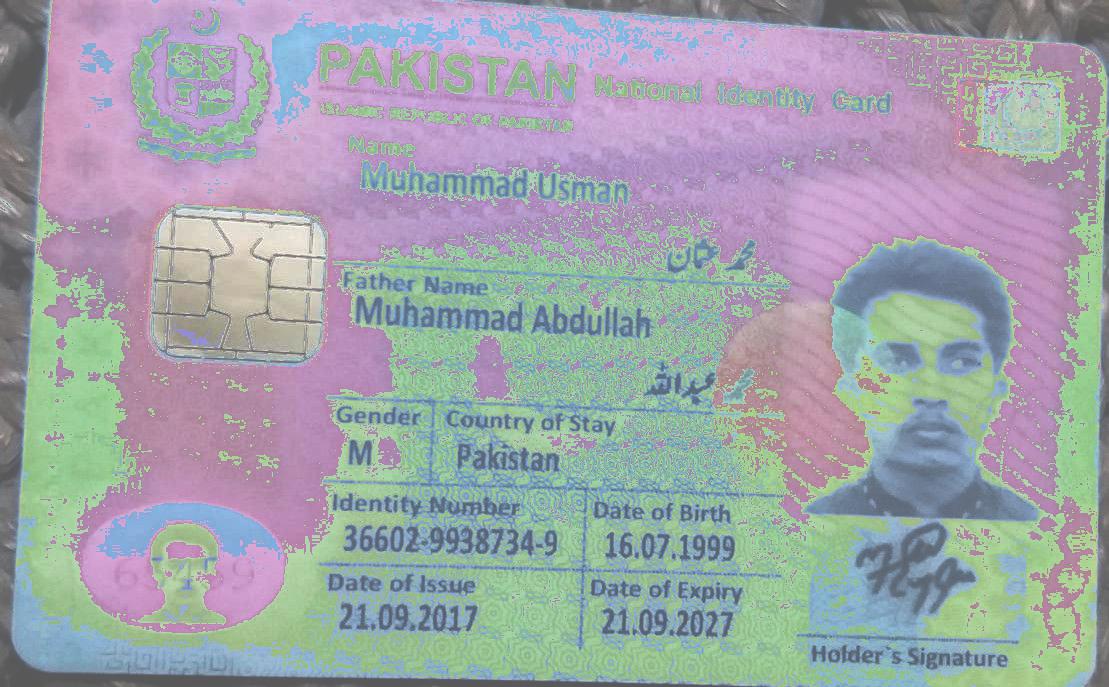 PAKISTAN National Identity Card
ISLAMIC REPUBLIC OF PAKISTAN
Name
Muhammad Usman
محمد عثمان
Father Name
Muhammad Abdullah
محمد عبداللہ
Gender Country of Stay
M Pakistan
Identity Number Date of Birth
36602-9938734-9 16.07.1999
Date of Issue Date of Expiry
21.09.2017 21.09.2027
Holder`s Signature